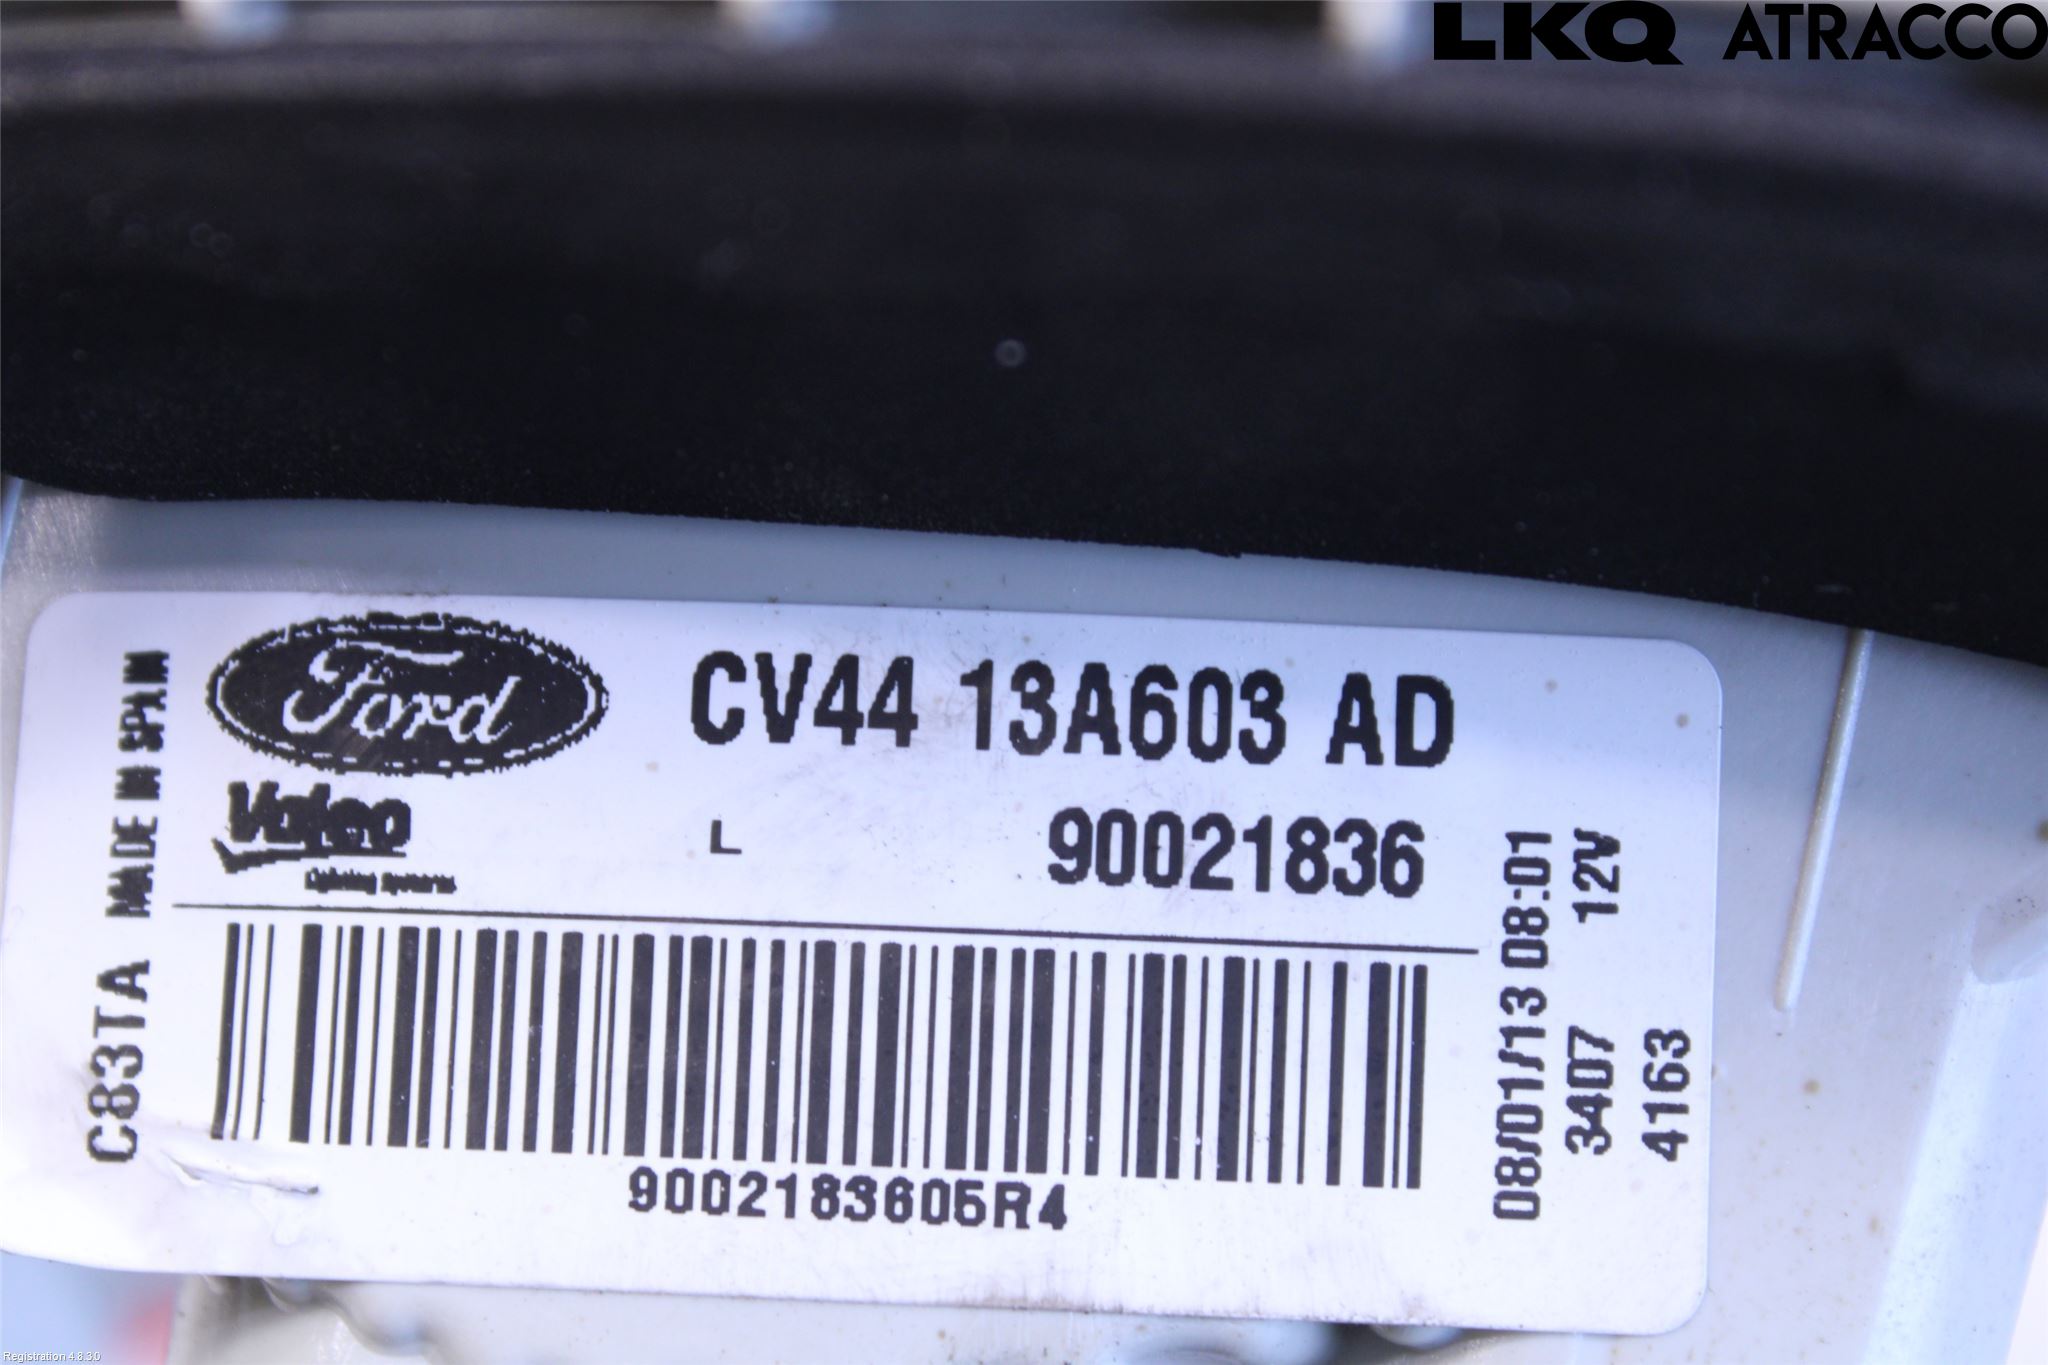 LKQ ATRACCO
Ford
CV44 13A603 AD
Valeo
Lighting Systems
L
90021836
MADE IN SPAIN
C83TA
9002183605R4
08/01/13 08:01
3407 12V
4163
Registration 4.8.3.0